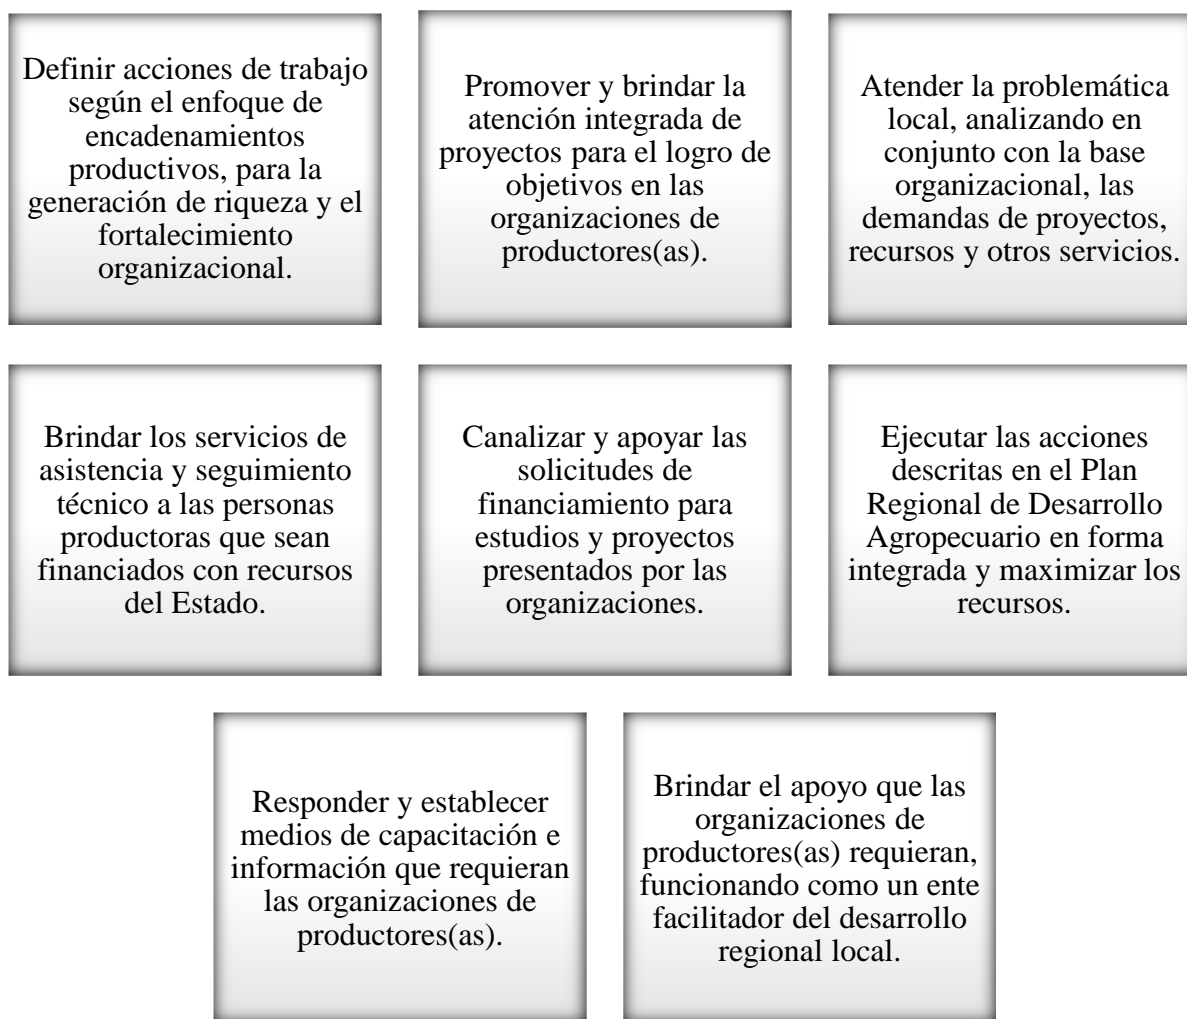 Definir acciones de trabajo
según el enfoque de
encadenamientos
productivos, para la
generación de riqueza y el
fortalecimiento
organizacional.
Promover y brindar la
atención integrada de
proyectos para el logro de
objetivos en las
organizaciones de
productores(as).
Atender la problemática
local, analizando en
conjunto con la base
organizacional, las
demandas de proyectos,
recursos y otros servicios.
Brindar los servicios de
asistencia y seguimiento
técnico a las personas
productoras que sean
financiados con recursos
del Estado.
Canalizar y apoyar las
solicitudes de
financiamiento para
estudios y proyectos
presentados por las
organizaciones.
Ejecutar las acciones
descritas en el Plan
Regional de Desarrollo
Agropecuario en forma
integrada y maximizar los
recursos.
Responder y establecer
medios de capacitación e
información que requieran
las organizaciones de
productores(as).
Brindar el apoyo que las
organizaciones de
productores(as) requieran,
funcionando como un ente
facilitador del desarrollo
regional local.